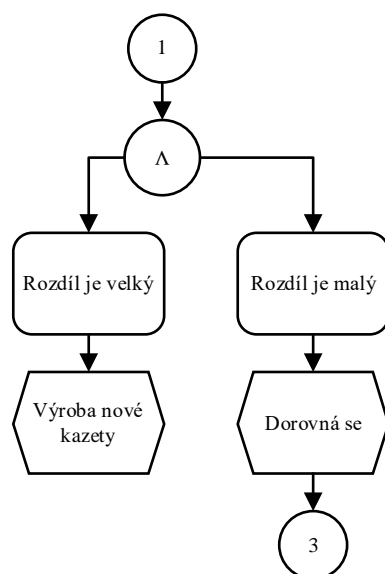 1
Λ
Rozdíl je velký
Rozdíl je malý
Výroba nové
kazety
Dorovná se
3